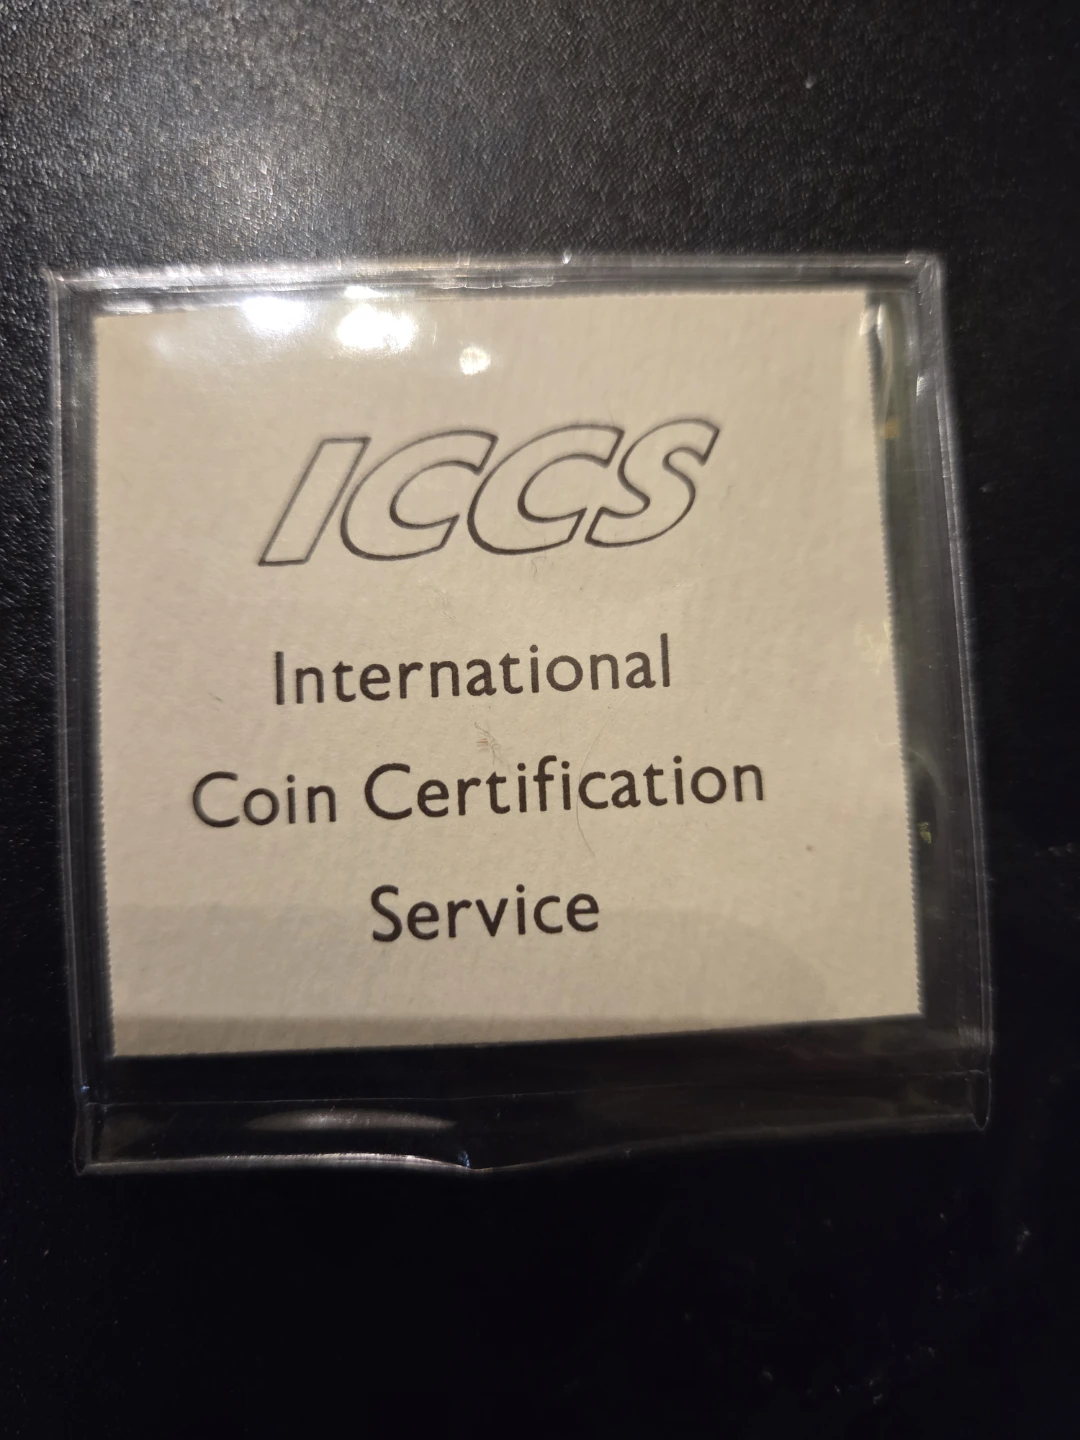 ICCS
International
Coin Certification
Service